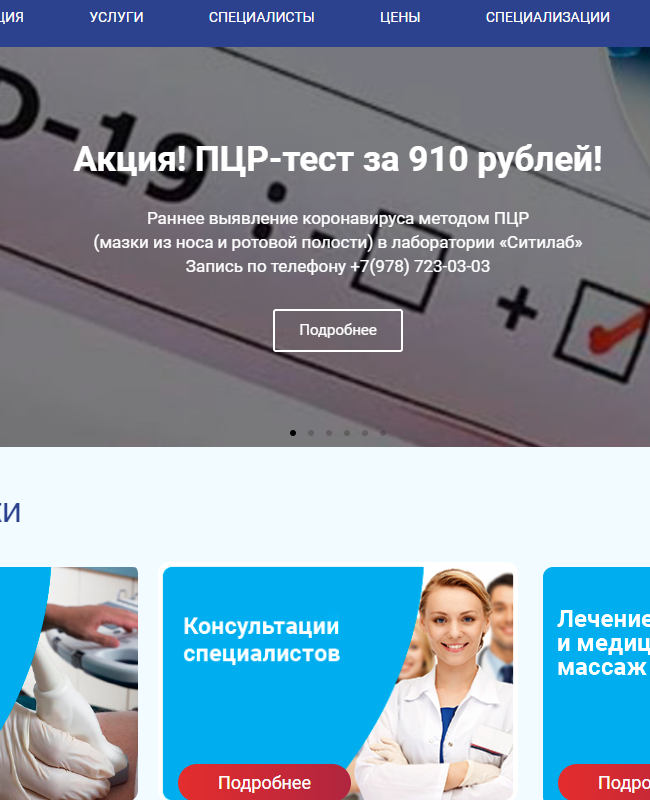 ЦИЯ УСЛУГИ СПЕЦИАЛИСТЫ ЦЕНЫ СПЕЦИАЛИЗАЦИИ
D-19 :
Акция! ПЦР-тест за 910 рублей!
Раннее выявление коронавируса методом ПЦР
(мазки из носа и ротовой полости) в лаборатории «Ситилаб»
Запись по телефону +7(978) 723-03-03
+
Подробнее
КИ
Консультации
специалистов
Подробнее
Лечение
и медиц
массаж
Подро